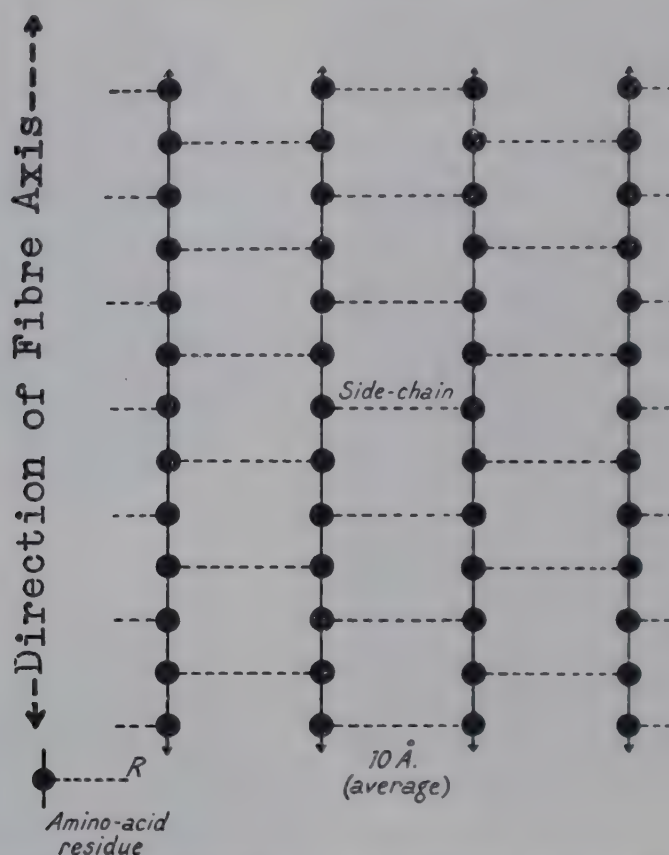 ←--Direction of Fibre Axis---→
Side-chain
10 Å.
(average)
R
Amino-acid
residue